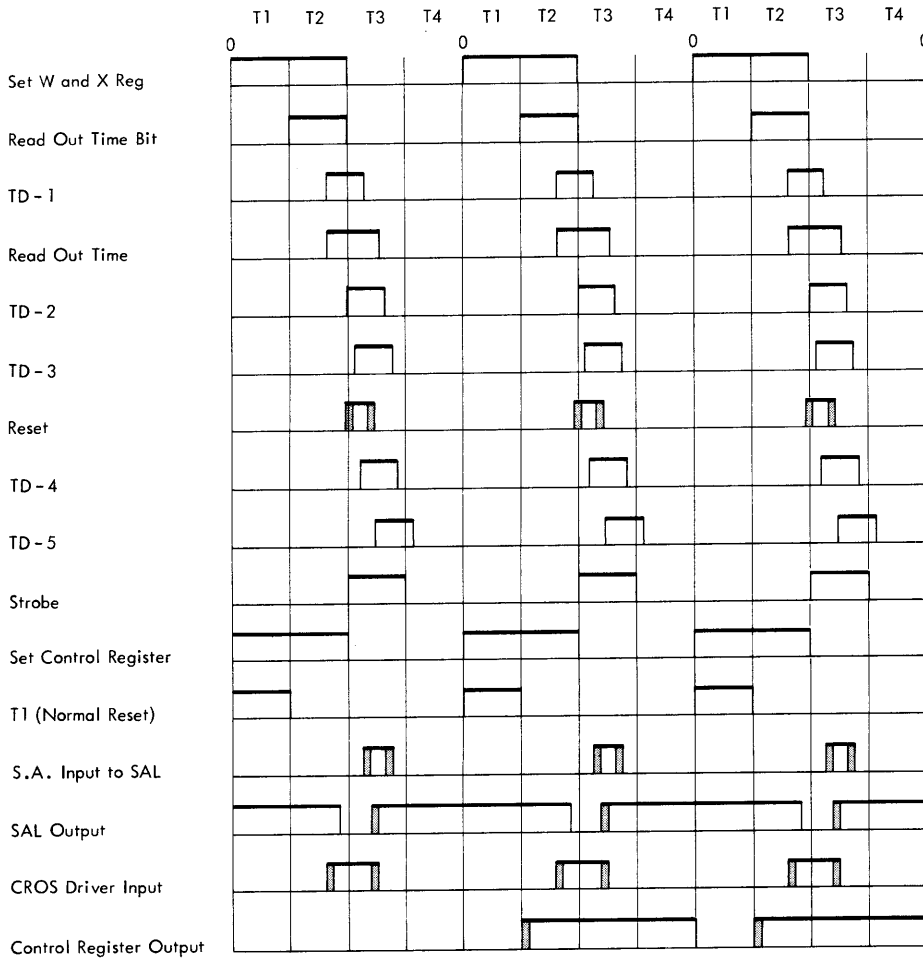 T1 T2 T3 T4 T1 T2 T3 T4 T1 T2 T3 T4
0 0 0 0
Set W and X Reg
Read Out Time Bit
TD-1
Read Out Time
TD-2
TD-3
Reset
TD-4
TD-5
Strobe
Set Control Register
T1 (Normal Reset)
S.A. Input to SAL
SAL Output
CROS Driver Input
Control Register Output